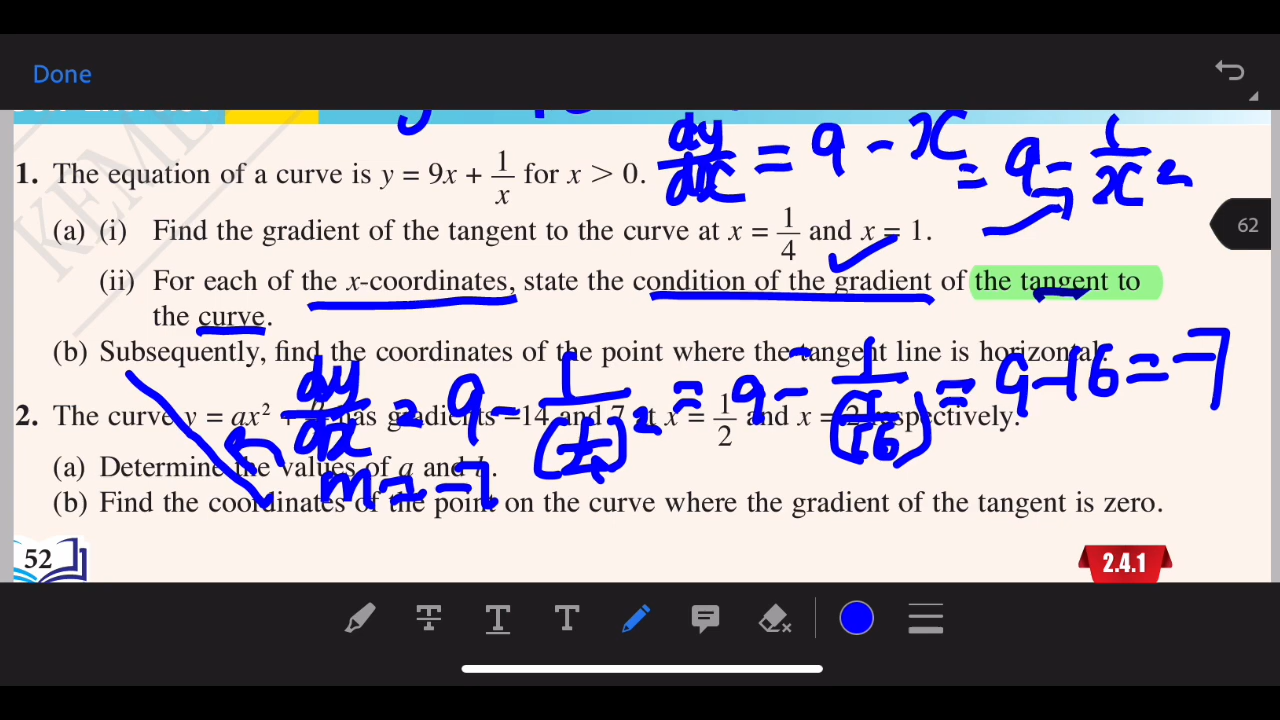 Done
KEME
dy/dx = 9 - x = 9 - 1/x²
1. The equation of a curve is y = 9x + 1/x for x > 0.
62
(a) (i) Find the gradient of the tangent to the curve at x = 1/4 and x = 1.
(ii) For each of the x-coordinates, state the condition of the gradient of the tangent to
the curve.
(b) Subsequently, find the coordinates of the point where the tangent line is horizontal.
dy/dx = 9 - 1/(1/4)² = 9 - 1/(1/16) = 9 - 16 = -7
2. The curve y = ax² + has gradients -14 and 7 at x = 1/2 and x = 2 respectively.
m = -7
(a) Determine the values of a and b.
(b) Find the coordinates of the point on the curve where the gradient of the tangent is zero.
52
2.4.1
T T T